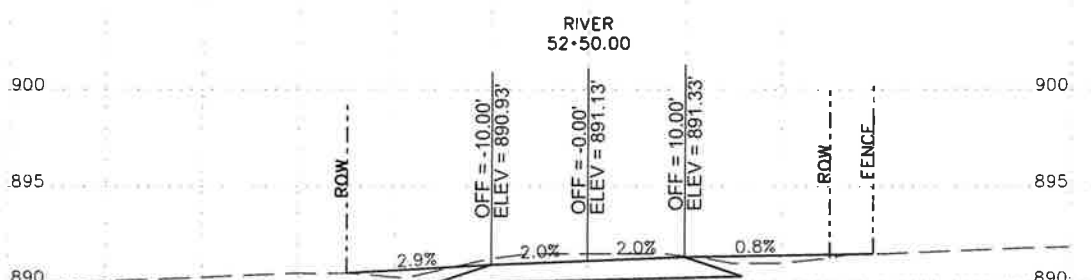 RIVER
52+50.00
900
900
OFF = -10.00'
ELEV = 890.93'
OFF = -0.00'
ELEV = 891.13'
OFF = 10.00'
ELEV = 891.33'
ROW
ROW
FENCE
895
895
2.9%
2.0%
2.0%
0.8%
890
890